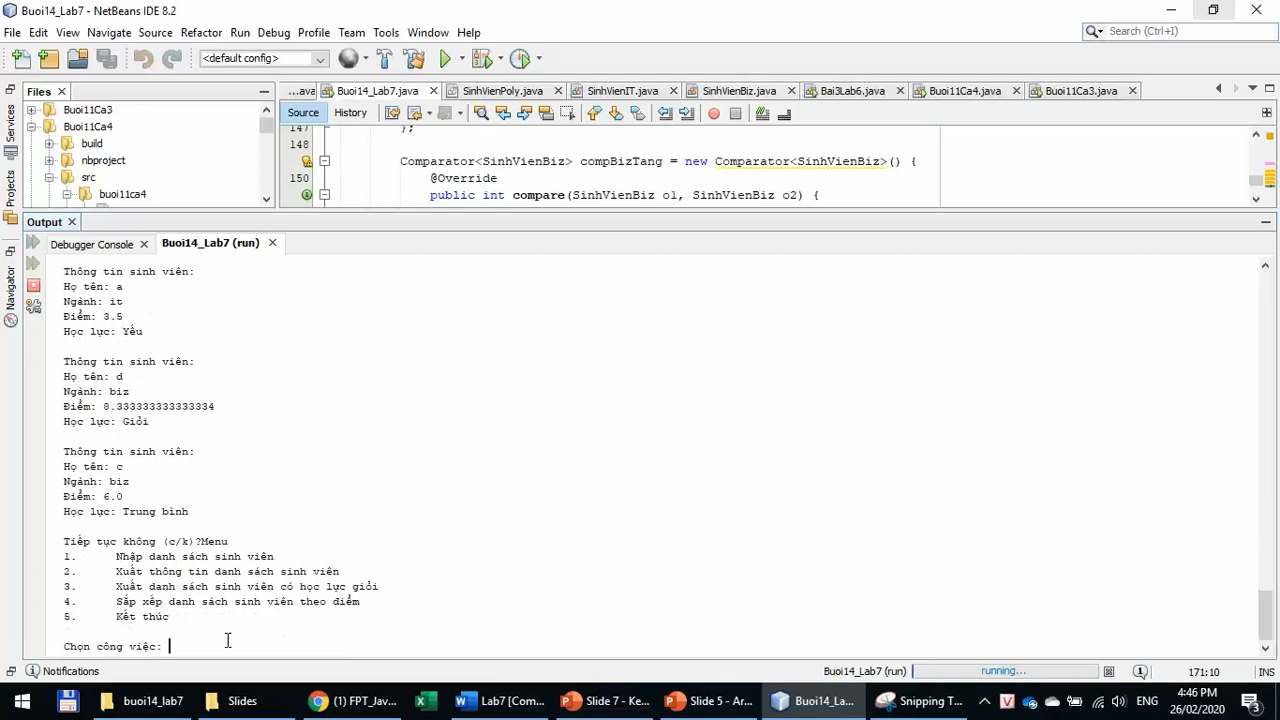 Buoi14_Lab7 - NetBeans IDE 8.2
File Edit View Navigate Source Refactor Run Debug Profile Team Tools Window Help
Search (Ctrl+I)
<default config>
Files
...ava Buoi14_Lab7.java SinhVienPoly.java SinhVienIT.java SinhVienBiz.java Bai3Lab6.java Buoi11Ca4.java Buoi11Ca3.java
Services
Projects
Navigator
Buoi11Ca3
Buoi11Ca4
build
nbproject
src
buoi11ca4
Source History
147 };
148
Comparator<SinhVienBiz> compBizTang = new Comparator<SinhVienBiz>() {
150 @Override
public int compare(SinhVienBiz o1, SinhVienBiz o2) {
Output
Debugger Console Buoi14_Lab7 (run)
Thông tin sinh viên:
Họ tên: a
Ngành: it
Điểm: 3.5
Học lực: Yếu
Thông tin sinh viên:
Họ tên: d
Ngành: biz
Điểm: 8.333333333333334
Học lực: Giỏi
Thông tin sinh viên:
Họ tên: c
Ngành: biz
Điểm: 6.0
Học lực: Trung bình
Tiếp tục không (c/k)?Menu
1. Nhập danh sách sinh viên
2. Xuất thông tin danh sách sinh viên
3. Xuất danh sách sinh viên có học lực giỏi
4. Sắp xếp danh sách sinh viên theo điểm
5. Kết thúc
Chọn công việc:
Notifications Buoi14_Lab7 (run) running... 171:10 INS
buoi14_lab7 Slides (1) FPT_Jav... Lab7 [Com... Slide 7 - Ke... Slide 5 - Ar... Buoi14_La... Snipping T... ENG
4:46 PM
26/02/2020